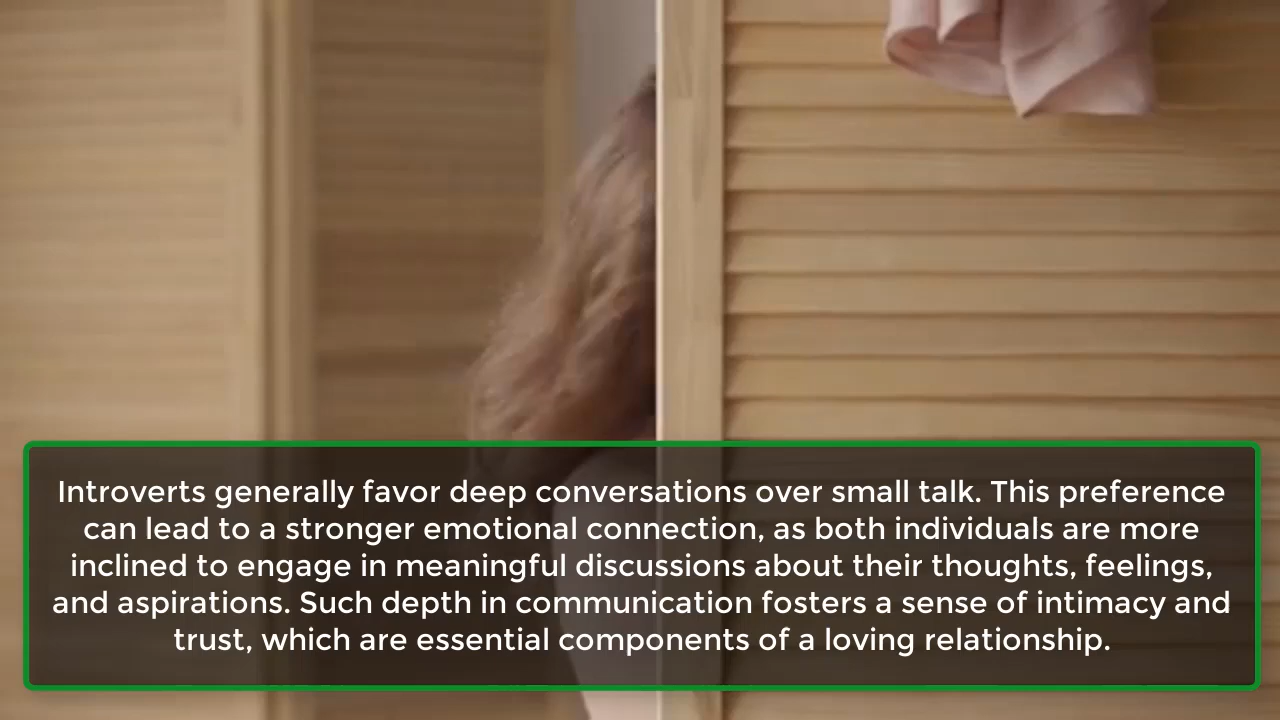 Introverts generally favor deep conversations over small talk. This preference
can lead to a stronger emotional connection, as both individuals are more
inclined to engage in meaningful discussions about their thoughts, feelings,
and aspirations. Such depth in communication fosters a sense of intimacy and
trust, which are essential components of a loving relationship.